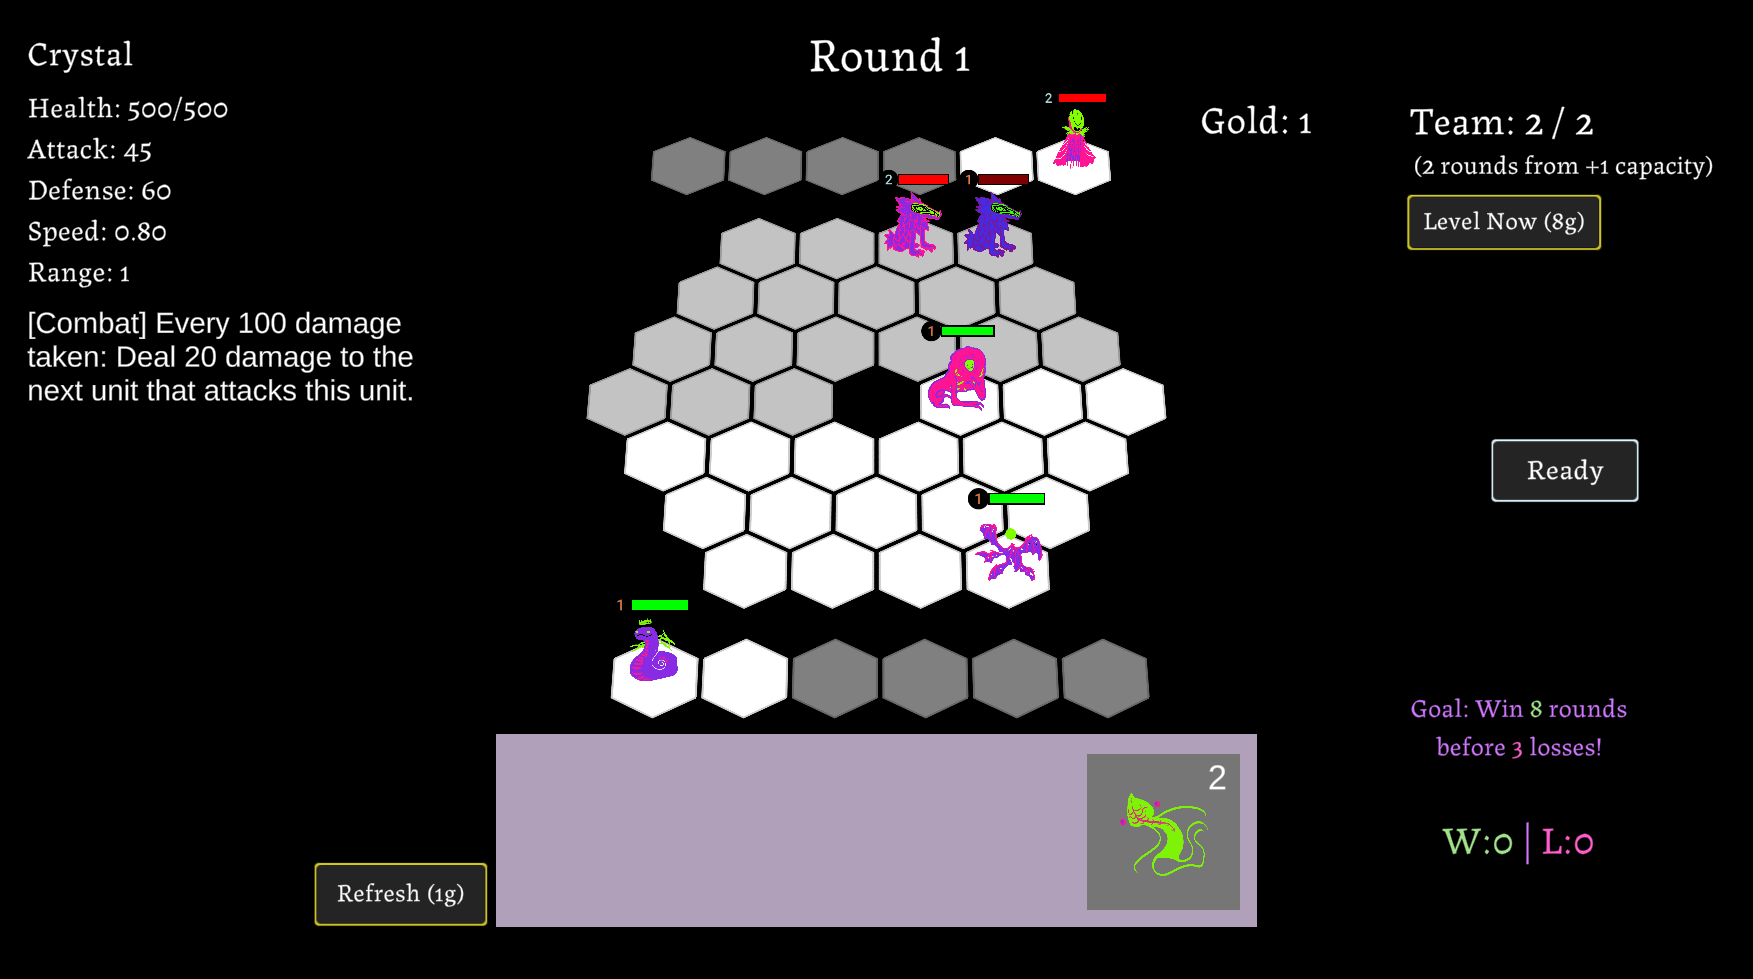 Crystal
Health: 500/500
Attack: 45
Defense: 60
Speed: 0.80
Range: 1
[Combat] Every 100 damage
taken: Deal 20 damage to the
next unit that attacks this unit.
Round 1
2
2
1
1
1
1
Gold: 1
Team: 2 / 2
(2 rounds from +1 capacity)
Level Now (8g)
Ready
Goal: Win 8 rounds
before 3 losses!
W:0 | L:0
Refresh (1g)
2